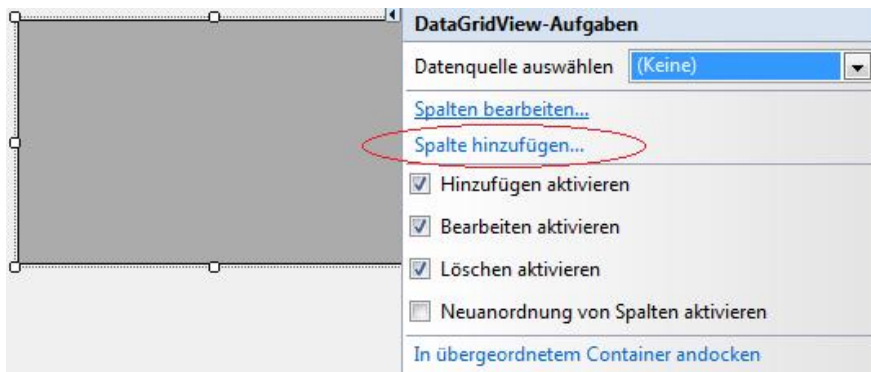 DataGridView-Aufgaben
Datenquelle auswählen (Keine)
Spalten bearbeiten...
Spalte hinzufügen...
Hinzufügen aktivieren
Bearbeiten aktivieren
Löschen aktivieren
Neuanordnung von Spalten aktivieren
In übergeordnetem Container andocken